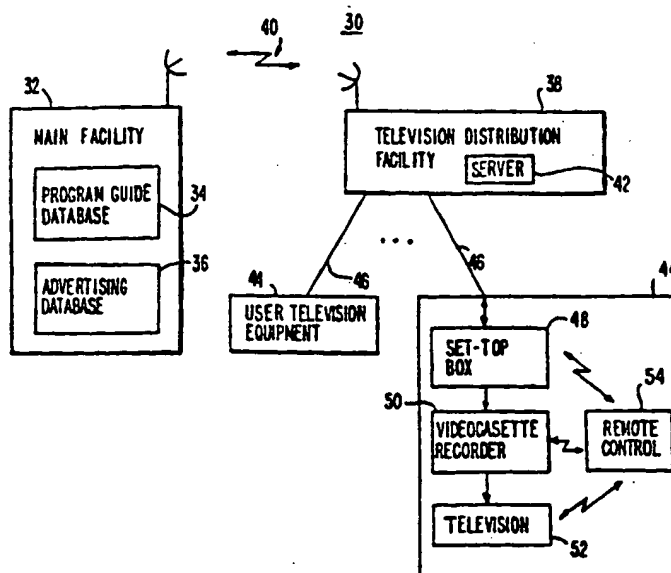 40
30
32
38
MAIN FACILITY
PROGRAM GUIDE
DATABASE
34
ADVERTISING
DATABASE
36
TELEVISION DISTRIBUTION
FACILITY
SERVER
42
...
44
46
46
44
USER TELEVISION
EQUIPMENT
SET-TOP
BOX
48
50
54
VIDEOCASETTE
RECORDER
REMOTE
CONTROL
TELEVISION
52